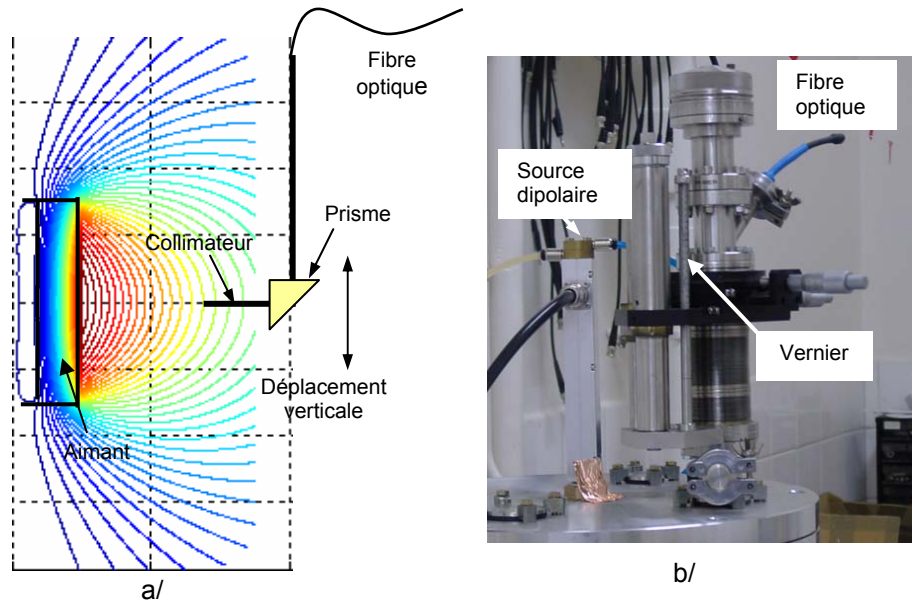 Fibre
optique
Prisme
Collimateur
Déplacement
verticale
Aimant
a/
Fibre
optique
Source
dipolaire
Vernier
b/